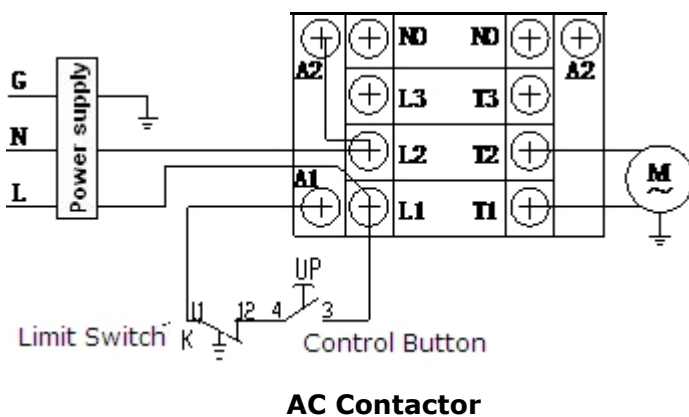 NO NO
A2 A2
G
L3 T3
Power supply
N
L2 T2
M
~
A1
L
L1 T1
UP
11 12 4 3
Limit Switch K
Control Button
AC Contactor